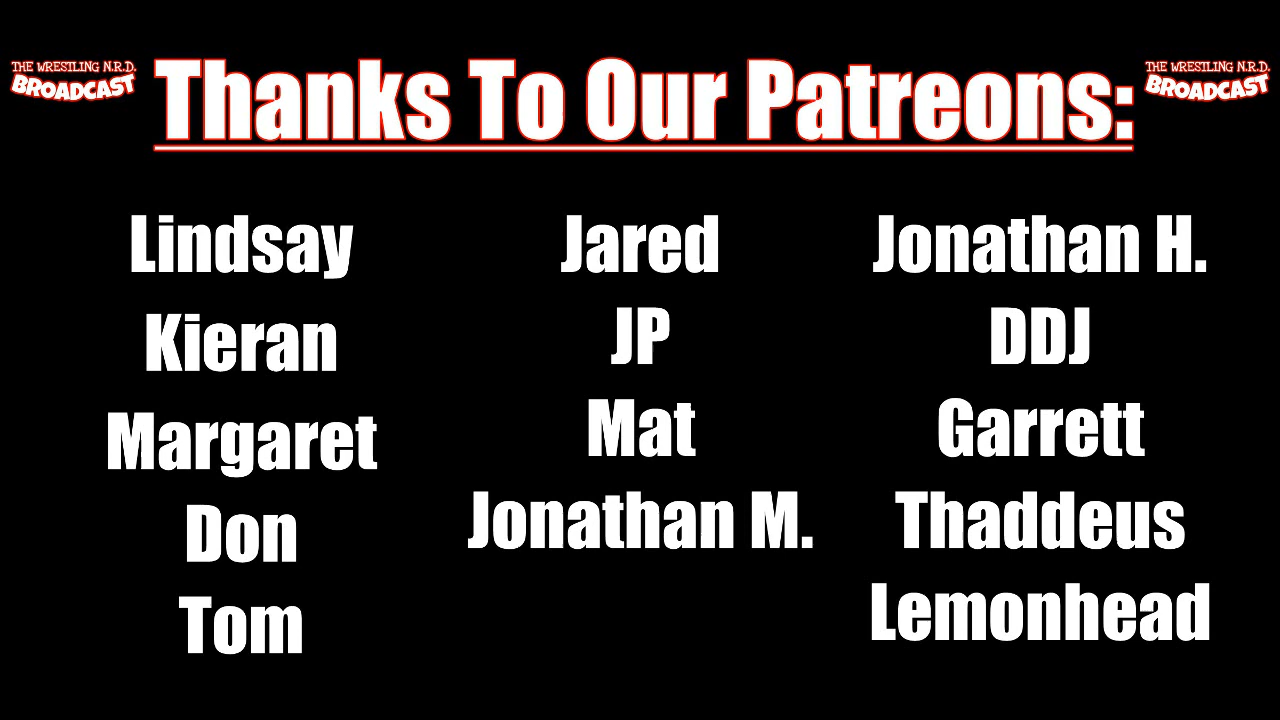 THE WRESTLING N.R.D.
BROADCAST
Thanks To Our Patreons:
THE WRESTLING N.R.D.
BROADCAST
Lindsay
Kieran
Margaret
Don
Tom
Jared
JP
Mat
Jonathan M.
Jonathan H.
DDJ
Garrett
Thaddeus
Lemonhead